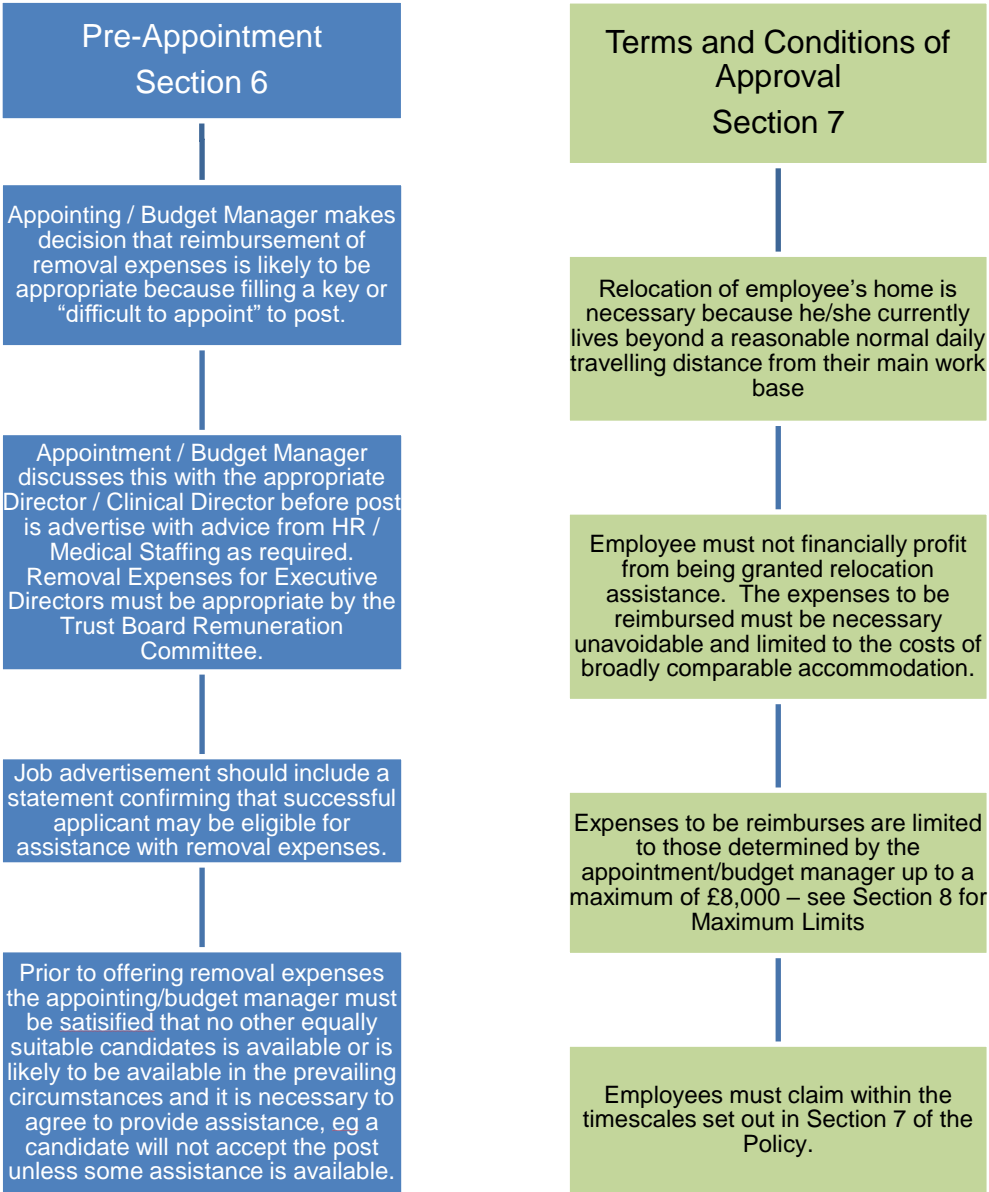 Pre-Appointment
Section 6
Appointing / Budget Manager makes
decision that reimbursement of
removal expenses is likely to be
appropriate because filling a key or
“difficult to appoint” to post.
Appointment / Budget Manager
discusses this with the appropriate
Director / Clinical Director before post
is advertise with advice from HR /
Medical Staffing as required.
Removal Expenses for Executive
Directors must be appropriate by the
Trust Board Remuneration
Committee.
Job advertisement should include a
statement confirming that successful
applicant may be eligible for
assistance with removal expenses.
Prior to offering removal expenses
the appointing/budget manager must
be satisified that no other equally
suitable candidates is available or is
likely to be available in the prevailing
circumstances and it is necessary to
agree to provide assistance, eg a
candidate will not accept the post
unless some assistance is available.
Terms and Conditions of
Approval
Section 7
Relocation of employee’s home is
necessary because he/she currently
lives beyond a reasonable normal daily
travelling distance from their main work
base
Employee must not financially profit
from being granted relocation
assistance.  The expenses to be
reimbursed must be necessary
unavoidable and limited to the costs of
broadly comparable accommodation.
Expenses to be reimburses are limited
to those determined by the
appointment/budget manager up to a
maximum of £8,000 – see Section 8 for
Maximum Limits
Employees must claim within the
timescales set out in Section 7 of the
Policy.